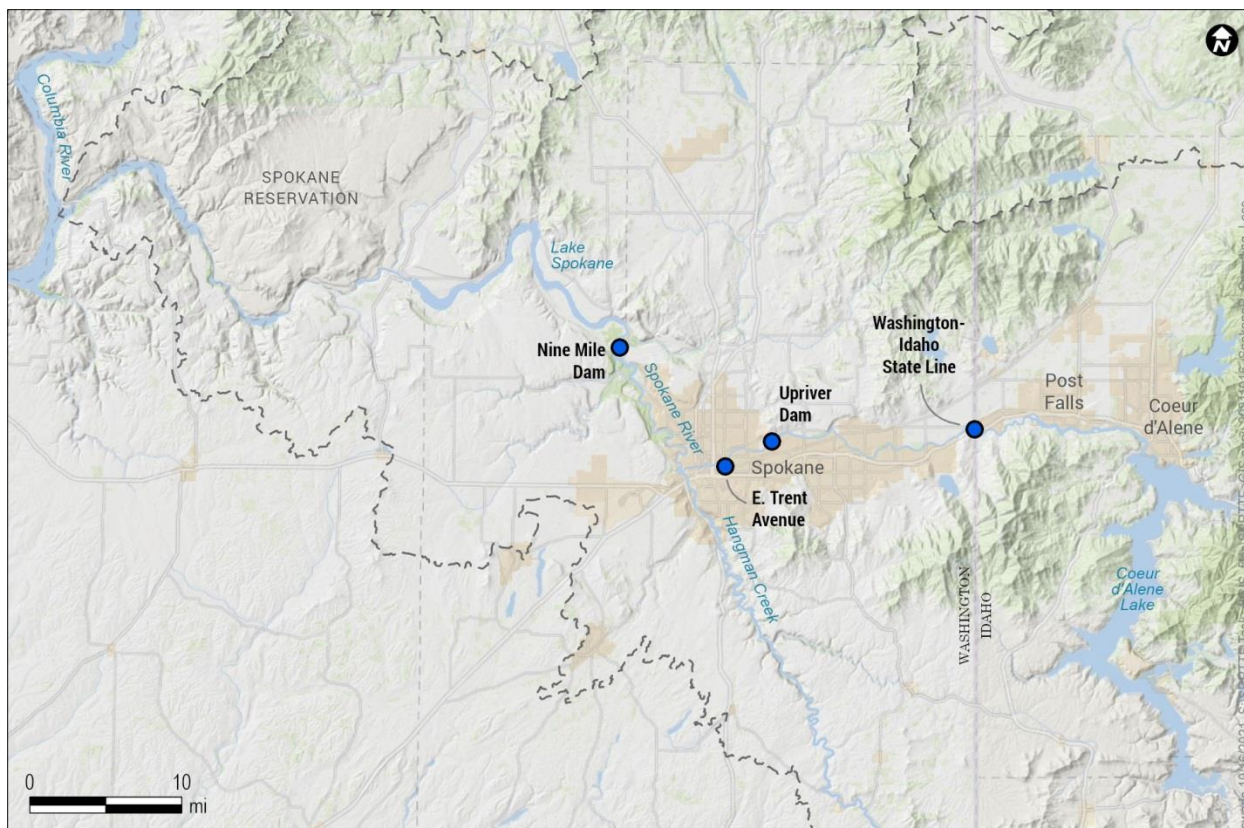 N
Columbia River
SPOKANE
RESERVATION
Lake
Spokane
Washington-
Idaho
State Line
Nine Mile
Dam
Spokane River
Upriver
Dam
Post
Falls
Coeur
d'Alene
Spokane
E. Trent
Avenue
Hangman Creek
WASHINGTON
IDAHO
Coeur
d'Alene
Lake
0
10
mi